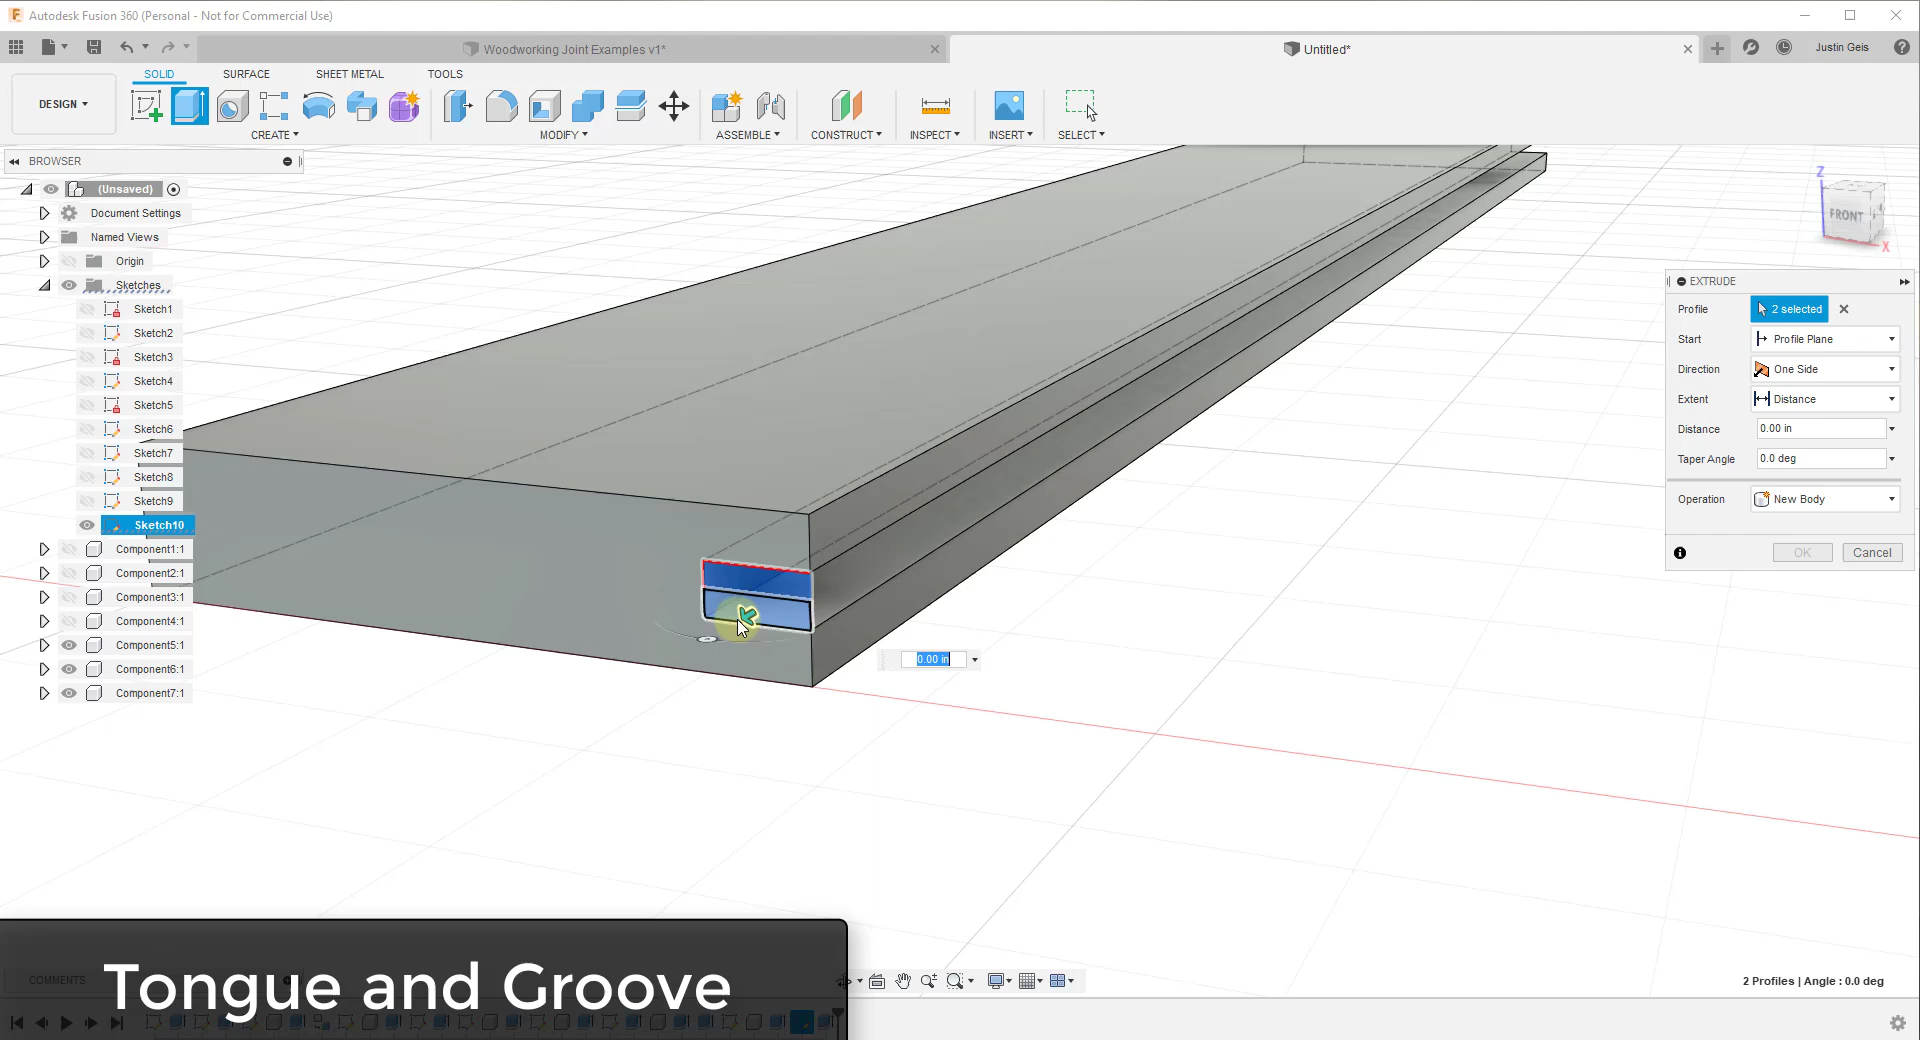 Autodesk Fusion 360 (Personal - Not for Commercial Use)
Woodworking Joint Examples v1*
Untitled*
Justin Geis
SOLID
SURFACE
SHEET METAL
TOOLS
DESIGN
CREATE
MODIFY
ASSEMBLE
CONSTRUCT
INSPECT
INSERT
SELECT
BROWSER
(Unsaved)
Document Settings
Named Views
Origin
Sketches
Sketch1
Sketch2
Sketch3
Sketch4
Sketch5
Sketch6
Sketch7
Sketch8
Sketch9
Sketch10
Component1:1
Component2:1
Component3:1
Component4:1
Component5:1
Component6:1
Component7:1
Z
FRONT
X
EXTRUDE
Profile
2 selected
Start
Profile Plane
Direction
One Side
Extent
Distance
Distance
0.00 in
Taper Angle
0.0 deg
Operation
New Body
OK
Cancel
0.00 in
COMMENTS
Tongue and Groove
2 Profiles | Angle : 0.0 deg